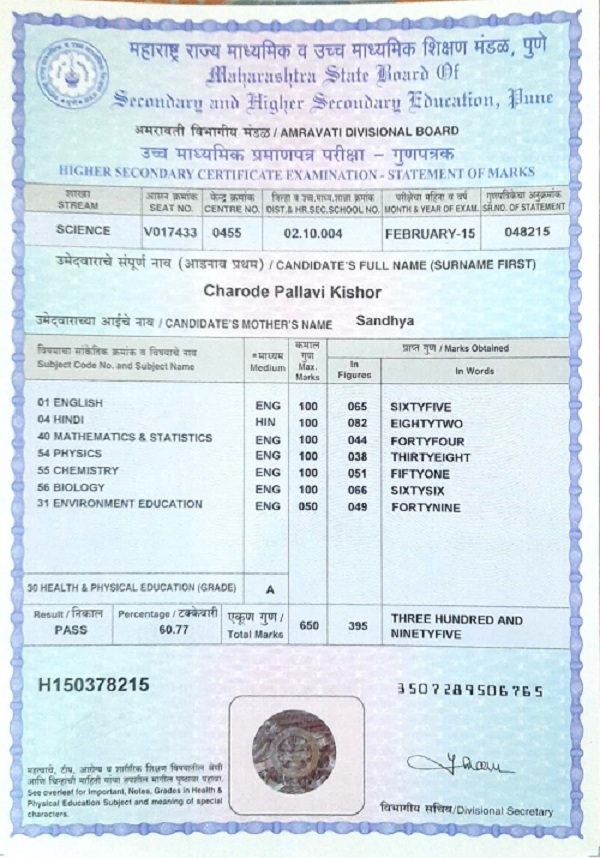 महाराष्ट्र राज्य माध्यमिक व उच्च माध्यमिक शिक्षण मंडळ, पुणे
Maharashtra State Board Of
Secondary and Higher Secondary Education, Pune
अमरावती विभागीय मंडळ / AMRAVATI DIVISIONAL BOARD
उच्च माध्यमिक प्रमाणपत्र परीक्षा – गुणपत्रक
HIGHER SECONDARY CERTIFICATE EXAMINATION - STATEMENT OF MARKS
शाखा आसन क्रमांक केन्द्र क्रमांक जिल्हा व उच्च.माध्य.शाळा क्रमांक परीक्षेचा महिना व वर्ष गुणपत्रिकेचा अनुक्रमांक
STREAM SEAT NO. CENTRE NO. DIST.& HR.SEC.SCHOOL NO. MONTH & YEAR OF EXAM. SR.NO. OF STATEMENT
SCIENCE V017433 0455 02.10.004 FEBRUARY-15 048215
उमेदवाराचे संपूर्ण नाव (आडनाव प्रथम) / CANDIDATE'S FULL NAME (SURNAME FIRST)
Charode Pallavi Kishor
उमेदवाराच्या आईचे नाव / CANDIDATE'S MOTHER'S NAME Sandhya
विषयाचा सांकेतिक क्रमांक व विषयाचे नाव *माध्यम कमाल गुण प्राप्त गुण / Marks Obtained
Subject Code No. and Subject Name Medium Max. Marks In Figures In Words
01 ENGLISH ENG 100 065 SIXTYFIVE
04 HINDI HIN 100 082 EIGHTYTWO
40 MATHEMATICS & STATISTICS ENG 100 044 FORTYFOUR
54 PHYSICS ENG 100 038 THIRTYEIGHT
55 CHEMISTRY ENG 100 051 FIFTYONE
56 BIOLOGY ENG 100 066 SIXTYSIX
31 ENVIRONMENT EDUCATION ENG 050 049 FORTYNINE
30 HEALTH & PHYSICAL EDUCATION (GRADE) A
Result / निकाल Percentage / टक्केवारी एकूण गुण /
PASS 60.77 Total Marks 650 395 THREE HUNDRED AND
NINETYFIVE
H150378215 3507289506765
महत्वाचे, टीप, आरोग्य व शारीरिक शिक्षण विषयातील श्रेणी
आणि चिन्हांची माहिती यांचा तपशील मागील पृष्ठावर पहावा.
See overleaf for Important, Notes, Grades in Health &
Physical Education Subject and meaning of special
characters.
विभागीय सचिव/Divisional Secretary